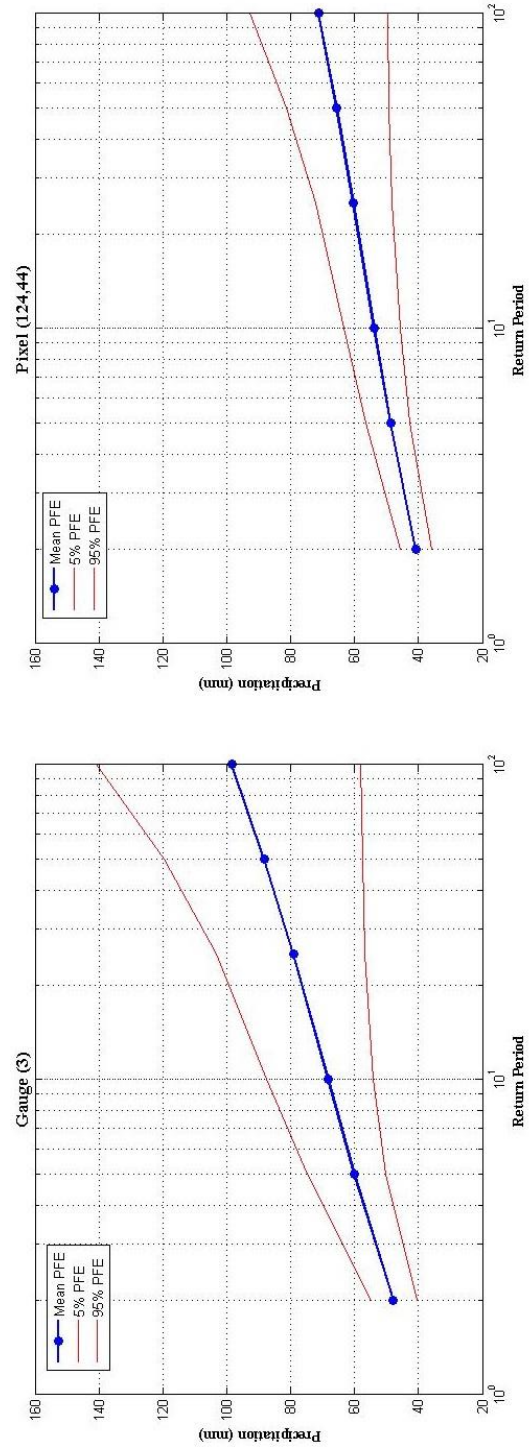 Gauge (3)
Mean PFE
5% PFE
95% PFE
Precipitation (mm)
160
140
120
100
80
60
40
20
10^0
10^1
10^2
Return Period
Pixel (124,44)
Mean PFE
5% PFE
95% PFE
Precipitation (mm)
160
140
120
100
80
60
40
20
10^0
10^1
10^2
Return Period